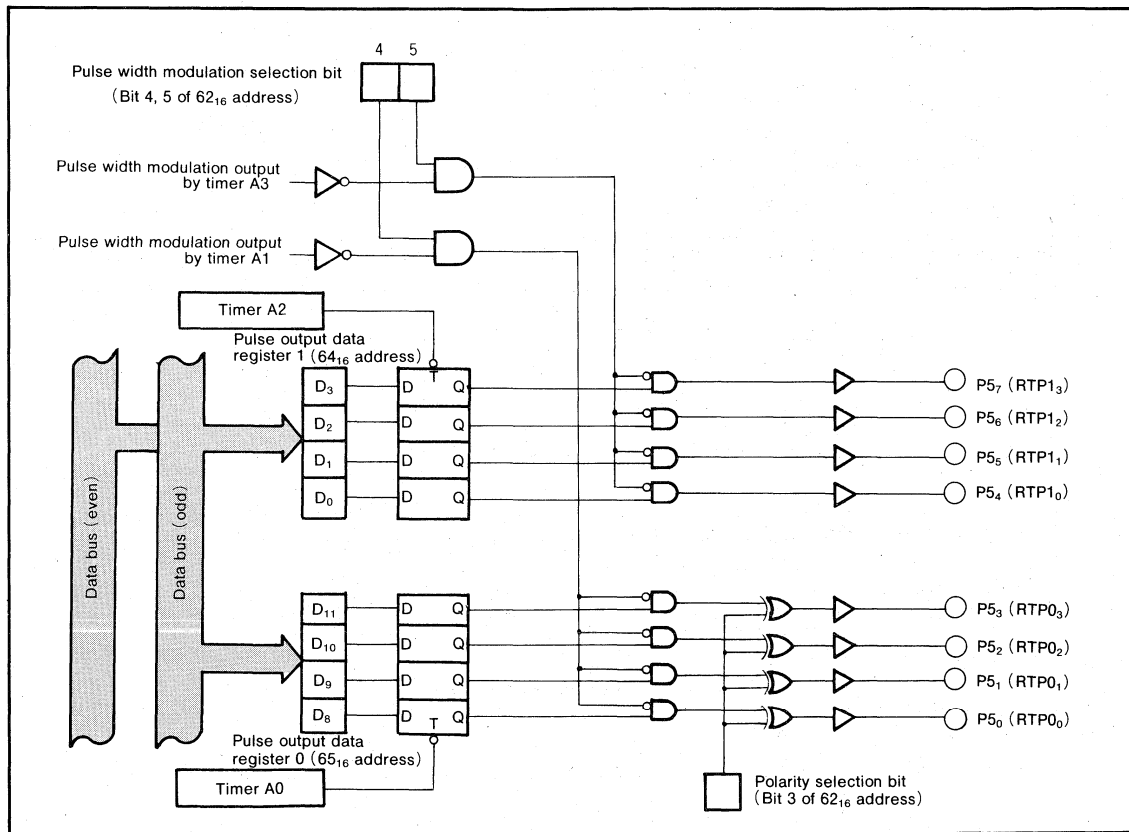 4 5
Pulse width modulation selection bit
(Bit 4, 5 of 62₁₆ address)
Pulse width modulation output
by timer A3
Pulse width modulation output
by timer A1
Timer A2
Pulse output data
register 1 (64₁₆ address)
Data bus (even)
Data bus (odd)
D₃ D T Q P5₇ (RTP1₃)
D₂ D Q P5₆ (RTP1₂)
D₁ D Q P5₅ (RTP1₁)
D₀ D Q P5₄ (RTP1₀)
D₁₁ D Q P5₃ (RTP0₃)
D₁₀ D Q P5₂ (RTP0₂)
D₉ D Q P5₁ (RTP0₁)
D₈ D T Q P5₀ (RTP0₀)
Pulse output data
register 0 (65₁₆ address)
Timer A0
Polarity selection bit
(Bit 3 of 62₁₆ address)